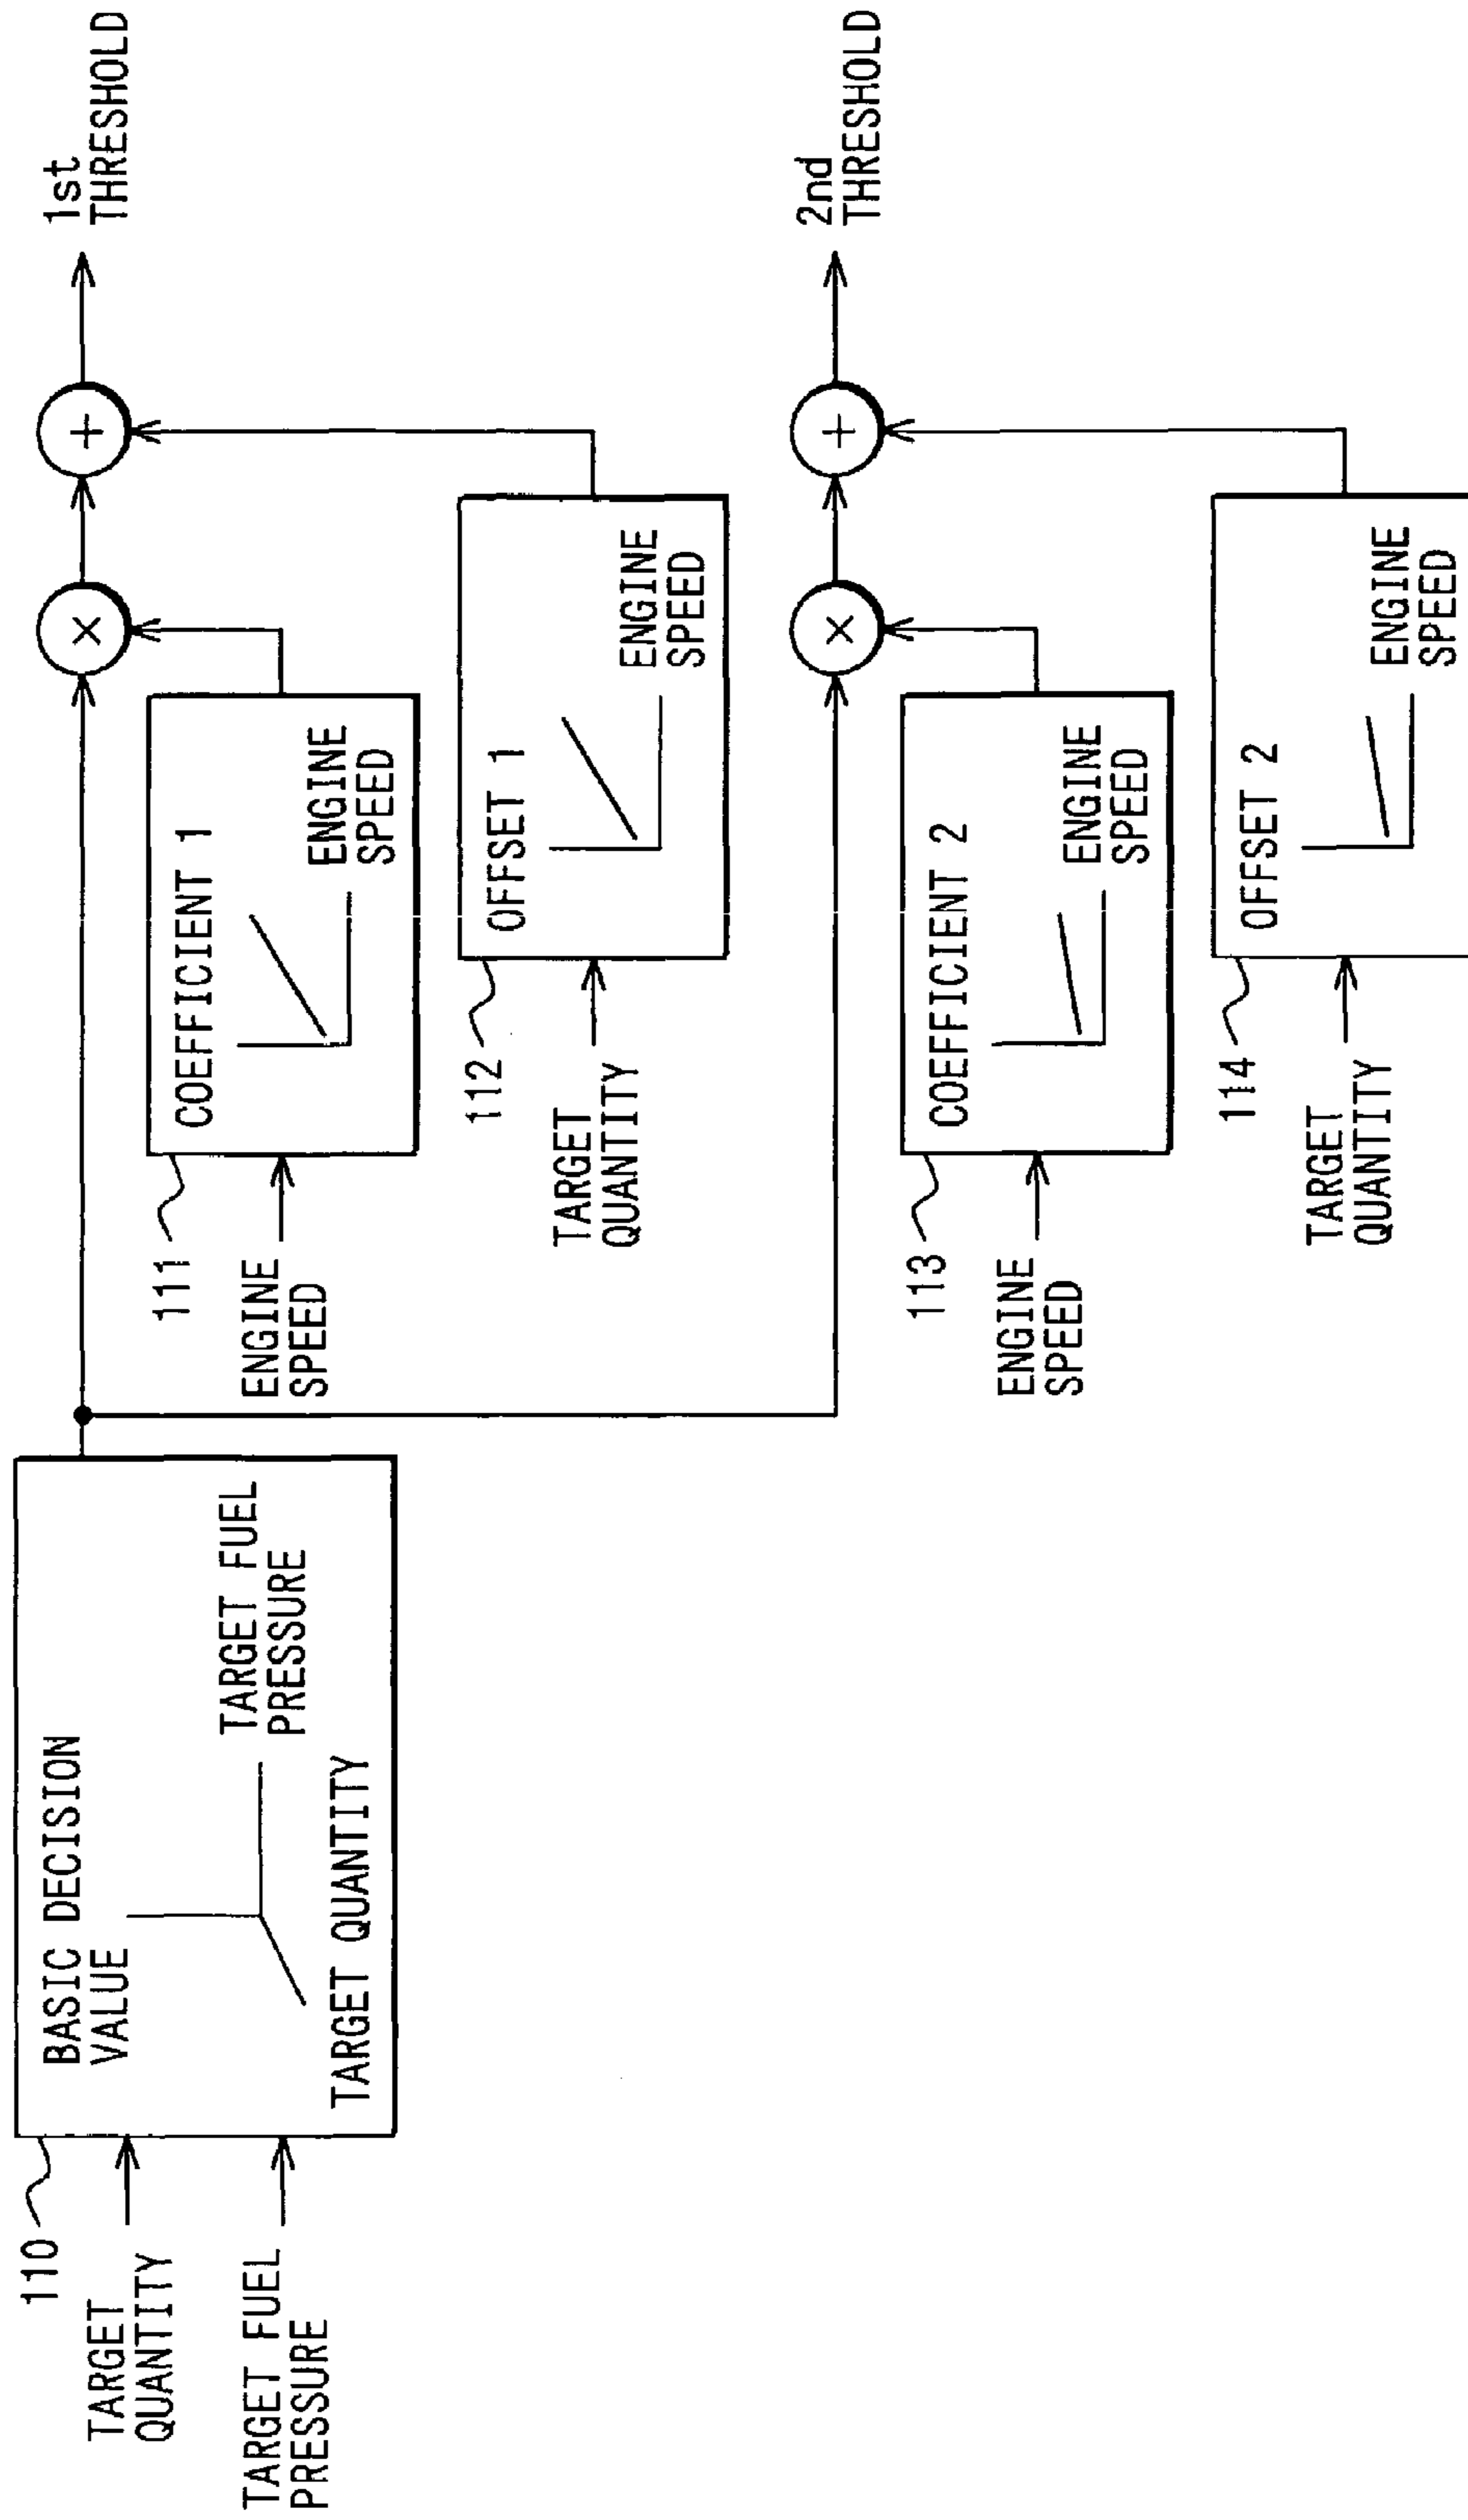 110
TARGET
QUANTITY
TARGET FUEL
PRESSURE
BASIC DECISION
VALUE
TARGET FUEL
PRESSURE
TARGET QUANTITY
111
ENGINE
SPEED
COEFFICIENT 1
ENGINE
SPEED
×
+
1st
THRESHOLD
112
TARGET
QUANTITY
OFFSET 1
ENGINE
SPEED
113
ENGINE
SPEED
COEFFICIENT 2
ENGINE
SPEED
×
+
2nd
THRESHOLD
114
TARGET
QUANTITY
OFFSET 2
ENGINE
SPEED